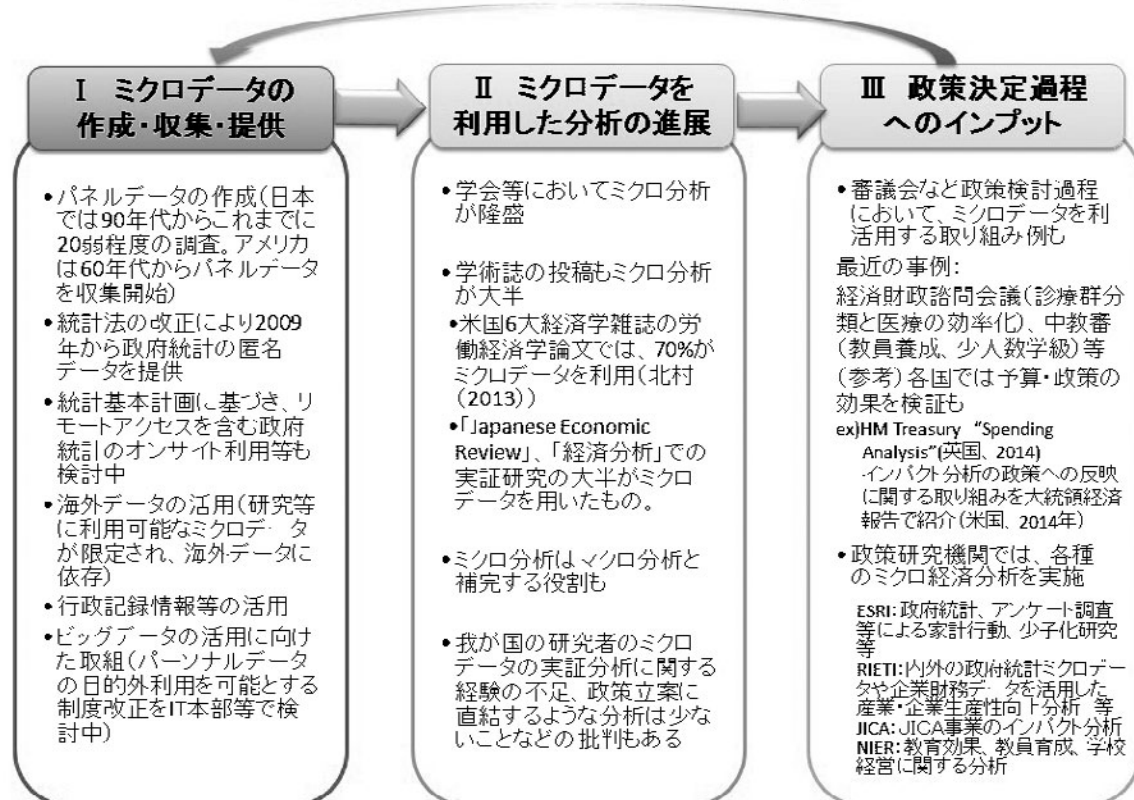 I ミクロデータの
作成・収集・提供
•パネルデータの作成(日本
では90年代からこれまでに
20弱程度の調査。アメリカ
は60年代からパネルデータ
を収集開始)
•統計法の改正により2009
年から政府統計の匿名
データを提供
•統計基本計画に基づき、リ
モートアクセスを含む政府
統計のオンサイト利用等も
検討中
•海外データの活用(研究等
に利用可能なミクロデータ
が限定され、海外データに
依存)
•行政記録情報等の活用
•ビッグデータの活用に向け
た取組(パーソナルデータ
の目的外利用を可能とする
制度改正をIT本部等で検
討中)
II ミクロデータを
利用した分析の進展
•学会等においてミクロ分析
が隆盛
•学術誌の投稿もミクロ分析
が大半
•米国6大経済学雑誌の労
働経済学論文では、70%が
ミクロデータを利用(北村
(2013))
•「Japanese Economic
Review」、「経済分析」での
実証研究の大半がミクロ
データを用いたもの。
•ミクロ分析はマクロ分析と
補完する役割も
•我が国の研究者のミクロ
データの実証分析に関する
経験の不足、政策立案に
直結するような分析は少な
いことなどの批判もある
III 政策決定過程
へのインプット
•審議会など政策検討過程
において、ミクロデータを利
活用する取り組み例も
最近の事例:
経済財政諮問会議(診療群分
類と医療の効率化)、中教審
(教員養成、少人数学級)等
(参考)各国では予算・政策の
効果を検証も
ex)HM Treasury “Spending
Analysis”(英国、2014)
インパクト分析の政策への反映
に関する取り組みを大統領経済
報告で紹介(米国、2014年)
•政策研究機関では、各種
のミクロ経済分析を実施
ESRI:政府統計、アンケート調査
等による家計行動、少子化研究
等
RIETI:内外の政府統計ミクロデー
タや企業財務データを活用した
産業・企業生産性向上分析 等
JICA:JICA事業のインパクト分析
NIER:教育効果、教員育成、学校
経営に関する分析